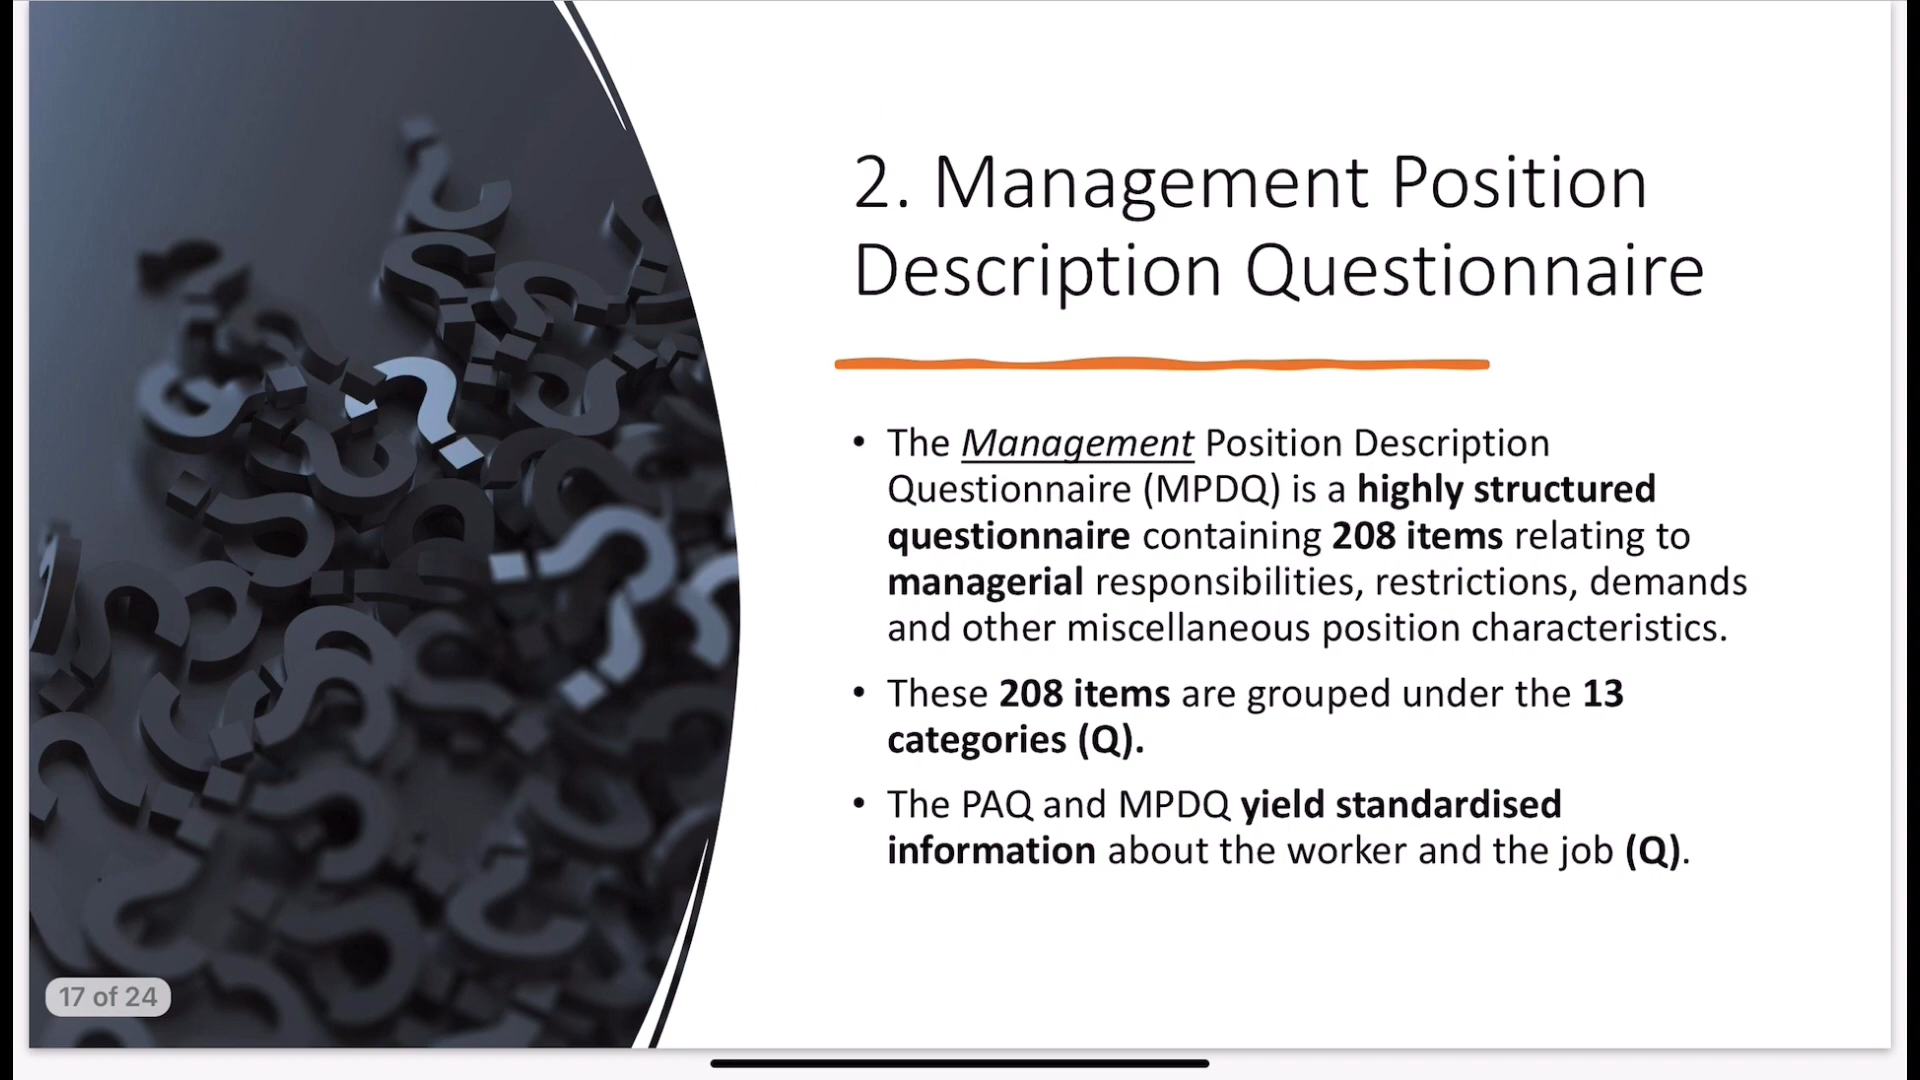 2. Management Position
Description Questionnaire
• The Management Position Description
Questionnaire (MPDQ) is a highly structured
questionnaire containing 208 items relating to
managerial responsibilities, restrictions, demands
and other miscellaneous position characteristics.
• These 208 items are grouped under the 13
categories (Q).
• The PAQ and MPDQ yield standardised
information about the worker and the job (Q).
17 of 24